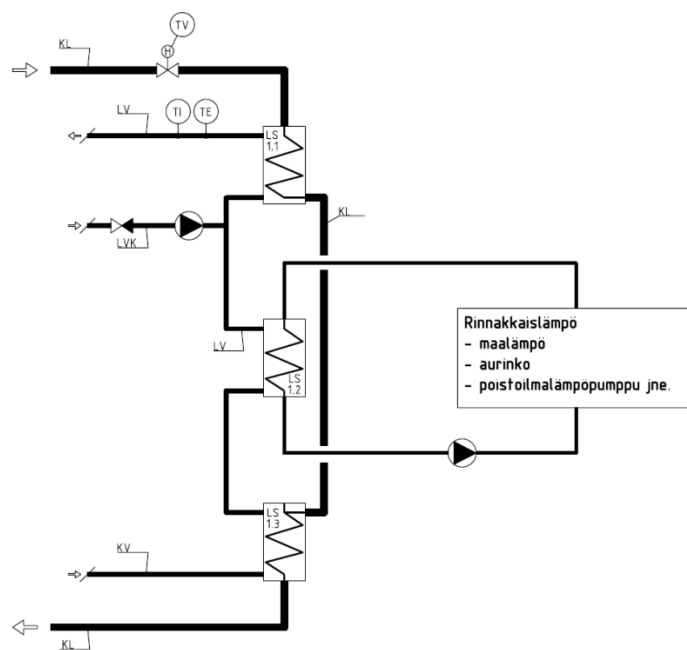 TV
H
KL
LV
TI
TE
LS
1.1
KL
LVK
Rinnakkaislämpö
- maalämpö
- aurinko
- poistoilmalämpöpumppu jne.
LV
LS
1.2
LS
1.3
KV
KL